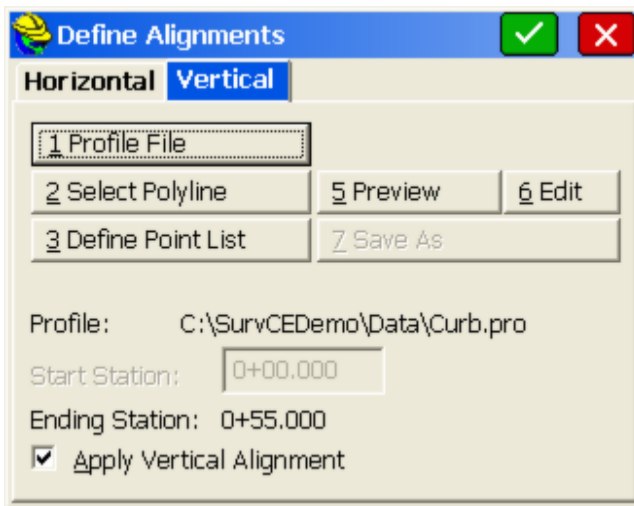 Define Alignments
Horizontal Vertical
1 Profile File
2 Select Polyline 5 Preview 6 Edit
3 Define Point List 7 Save As
Profile: C:\SurvCEDemo\Data\Curb.pro
Start Station: 0+00.000
Ending Station: 0+55.000
Apply Vertical Alignment